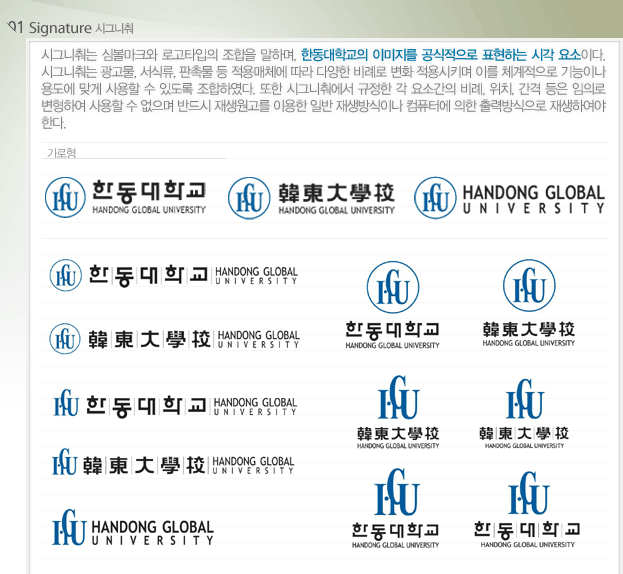 01 Signature 시그니춰
시그니춰는 심볼마크와 로고타입의 조합을 말하며, 한동대학교의 이미지를 공식적으로 표현하는 시각 요소이다.
시그니춰는 광고물, 서식류, 판촉물 등 적용매체에 따라 다양한 비례로 변화 적용시키며 이를 체계적으로 기능이나
용도에 맞게 사용할 수 있도록 조합하였다. 또한 시그니춰에서 규정한 각 요소간의 비례, 위치, 간격 등은 임의로
변형하여 사용할 수 없으며 반드시 재생원고를 이용한 일반 재생방식이나 컴퓨터에 의한 출력방식으로 재생하여야
한다.
가로형
HGU 한동대학교
HANDONG GLOBAL UNIVERSITY
HGU 韓東大學校
HANDONG GLOBAL UNIVERSITY
HGU HANDONG GLOBAL
UNIVERSITY
HGU 한동대학교 HANDONG GLOBAL
UNIVERSITY
HGU 韓東大學校 HANDONG GLOBAL
UNIVERSITY
HGU 한동대학교 HANDONG GLOBAL
UNIVERSITY
HGU 韓東大學校 HANDONG GLOBAL
UNIVERSITY
HGU HANDONG GLOBAL
UNIVERSITY
HGU
한동대학교
HANDONG GLOBAL UNIVERSITY
HGU
韓東大學校
HANDONG GLOBAL UNIVERSITY
HGU
韓東大學校
HANDONG GLOBAL UNIVERSITY
HGU
韓東大學校
HANDONG GLOBAL UNIVERSITY
HGU
한동대학교
HANDONG GLOBAL UNIVERSITY
HGU
한동대학교
HANDONG GLOBAL UNIVERSITY